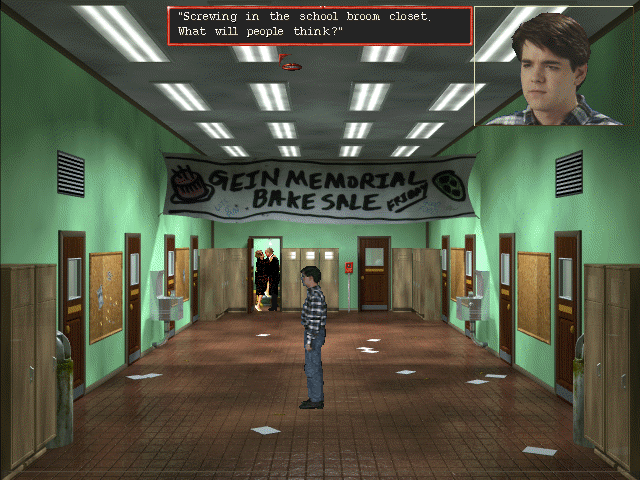 "Screwing in the school broom closet.
What will people think?"
GEIN MEMORIAL
BAKE SALE FRIDAY